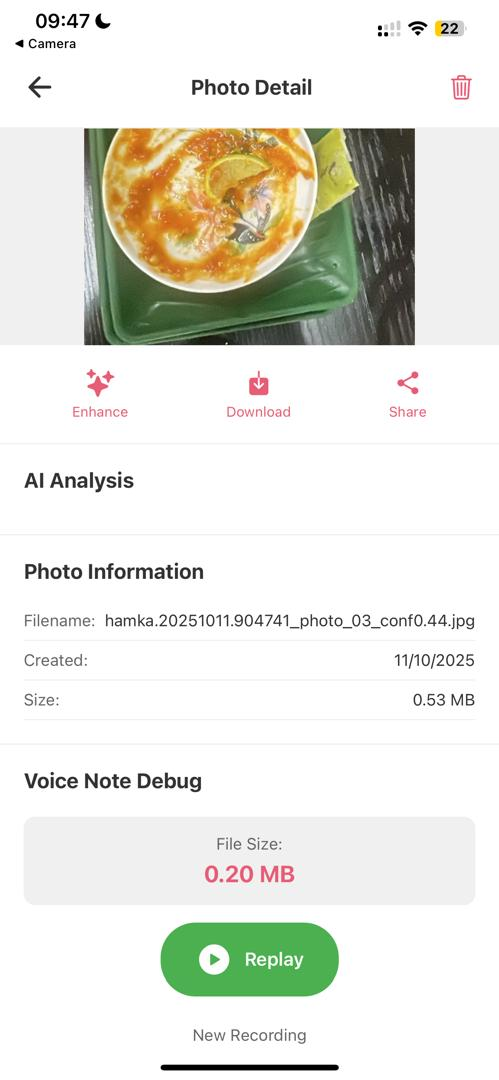 09:47
22
Camera
Photo Detail
Enhance
Download
Share
AI Analysis
Photo Information
Filename: hamka.20251011.904741_photo_03_conf0.44.jpg
Created: 11/10/2025
Size: 0.53 MB
Voice Note Debug
File Size:
0.20 MB
Replay
New Recording